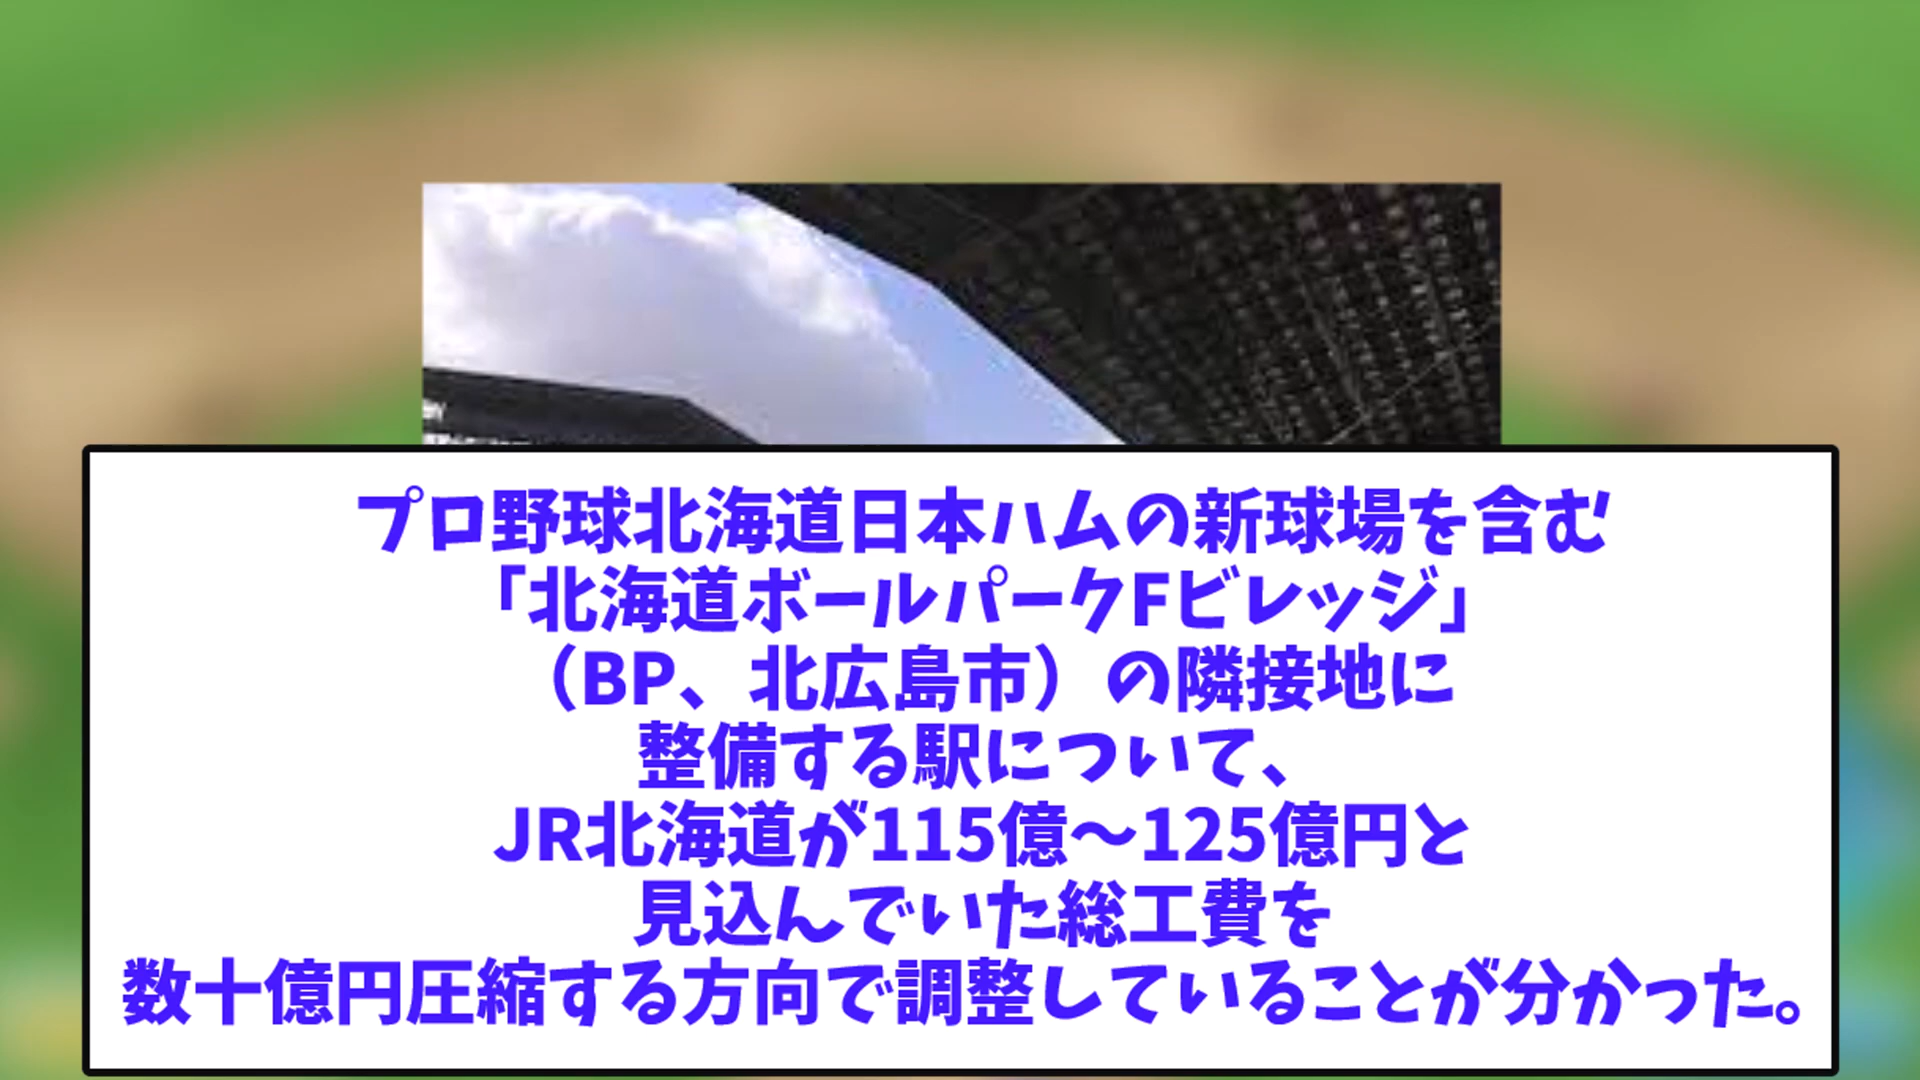 プロ野球北海道日本ハムの新球場を含む
「北海道ボールパークFビレッジ」
（BP、北広島市）の隣接地に
整備する駅について、
JR北海道が115億〜125億円と
見込んでいた総工費を
数十億円圧縮する方向で調整していることが分かった。